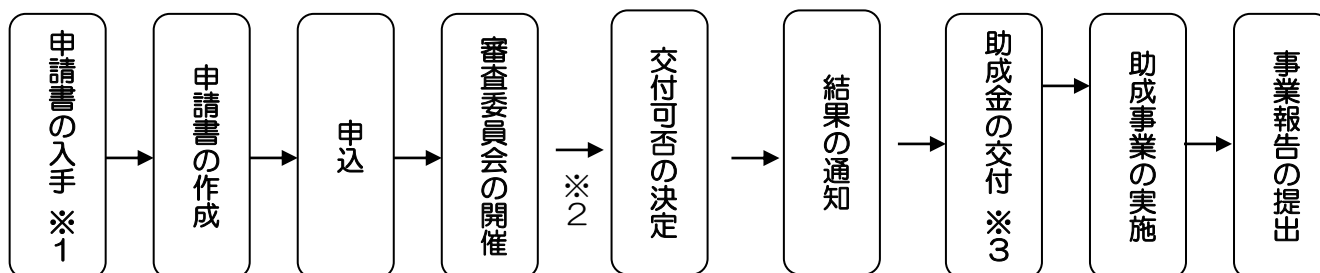 申請書の入手 ※1
申請書の作成
申込
審査委員会の開催
※2
交付可否の決定
結果の通知
助成金の交付 ※3
助成事業の実施
事業報告の提出